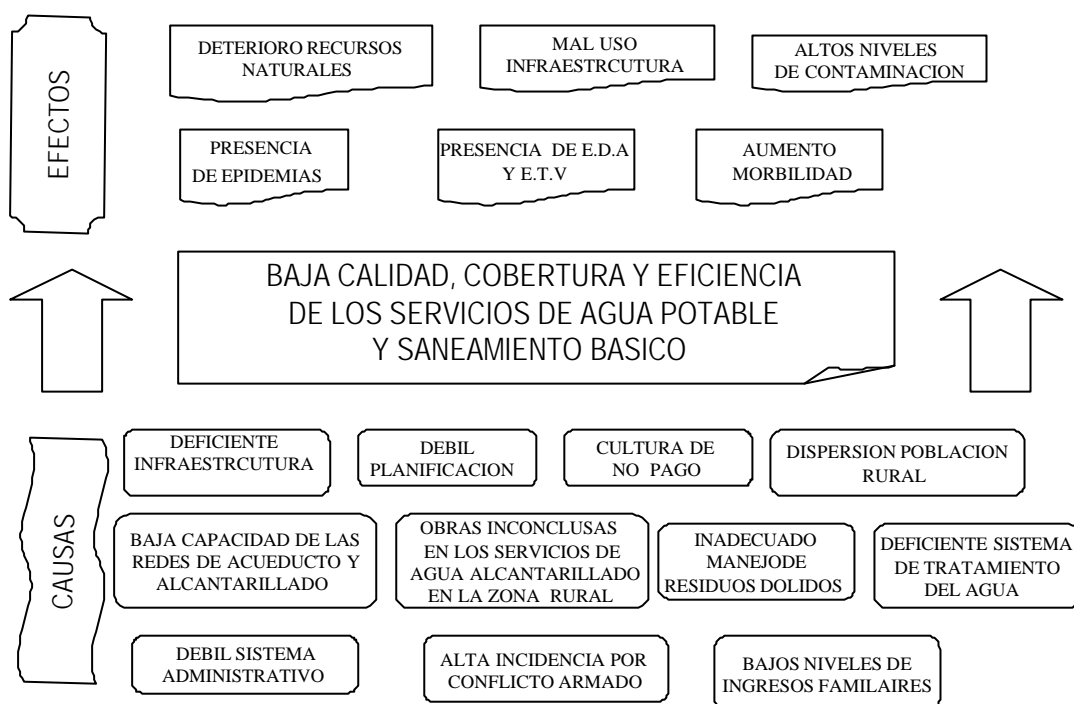 EFECTOS
DETERIORO RECURSOS
NATURALES
MAL USO
INFRAESTRCUTURA
ALTOS NIVELES
DE CONTAMINACION
PRESENCIA
DE EPIDEMIAS
PRESENCIA DE E.D.A
Y E.T.V
AUMENTO
MORBILIDAD
BAJA CALIDAD, COBERTURA Y EFICIENCIA
DE LOS SERVICIOS DE AGUA POTABLE
Y SANEAMIENTO BASICO
CAUSAS
DEFICIENTE
INFRAESTRCUTURA
DEBIL
PLANIFICACION
CULTURA DE
NO PAGO
DISPERSION POBLACION
RURAL
BAJA CAPACIDAD DE LAS
REDES DE ACUEDUCTO Y
ALCANTARILLADO
OBRAS INCONCLUSAS
EN LOS SERVICIOS DE
AGUA ALCANTARILLADO
EN LA ZONA RURAL
INADECUADO
MANEJODE
RESIDUOS DOLIDOS
DEFICIENTE SISTEMA
DE TRATAMIENTO
DEL AGUA
DEBIL SISTEMA
ADMINISTRATIVO
ALTA INCIDENCIA POR
CONFLICTO ARMADO
BAJOS NIVELES DE
INGRESOS FAMILAIRES